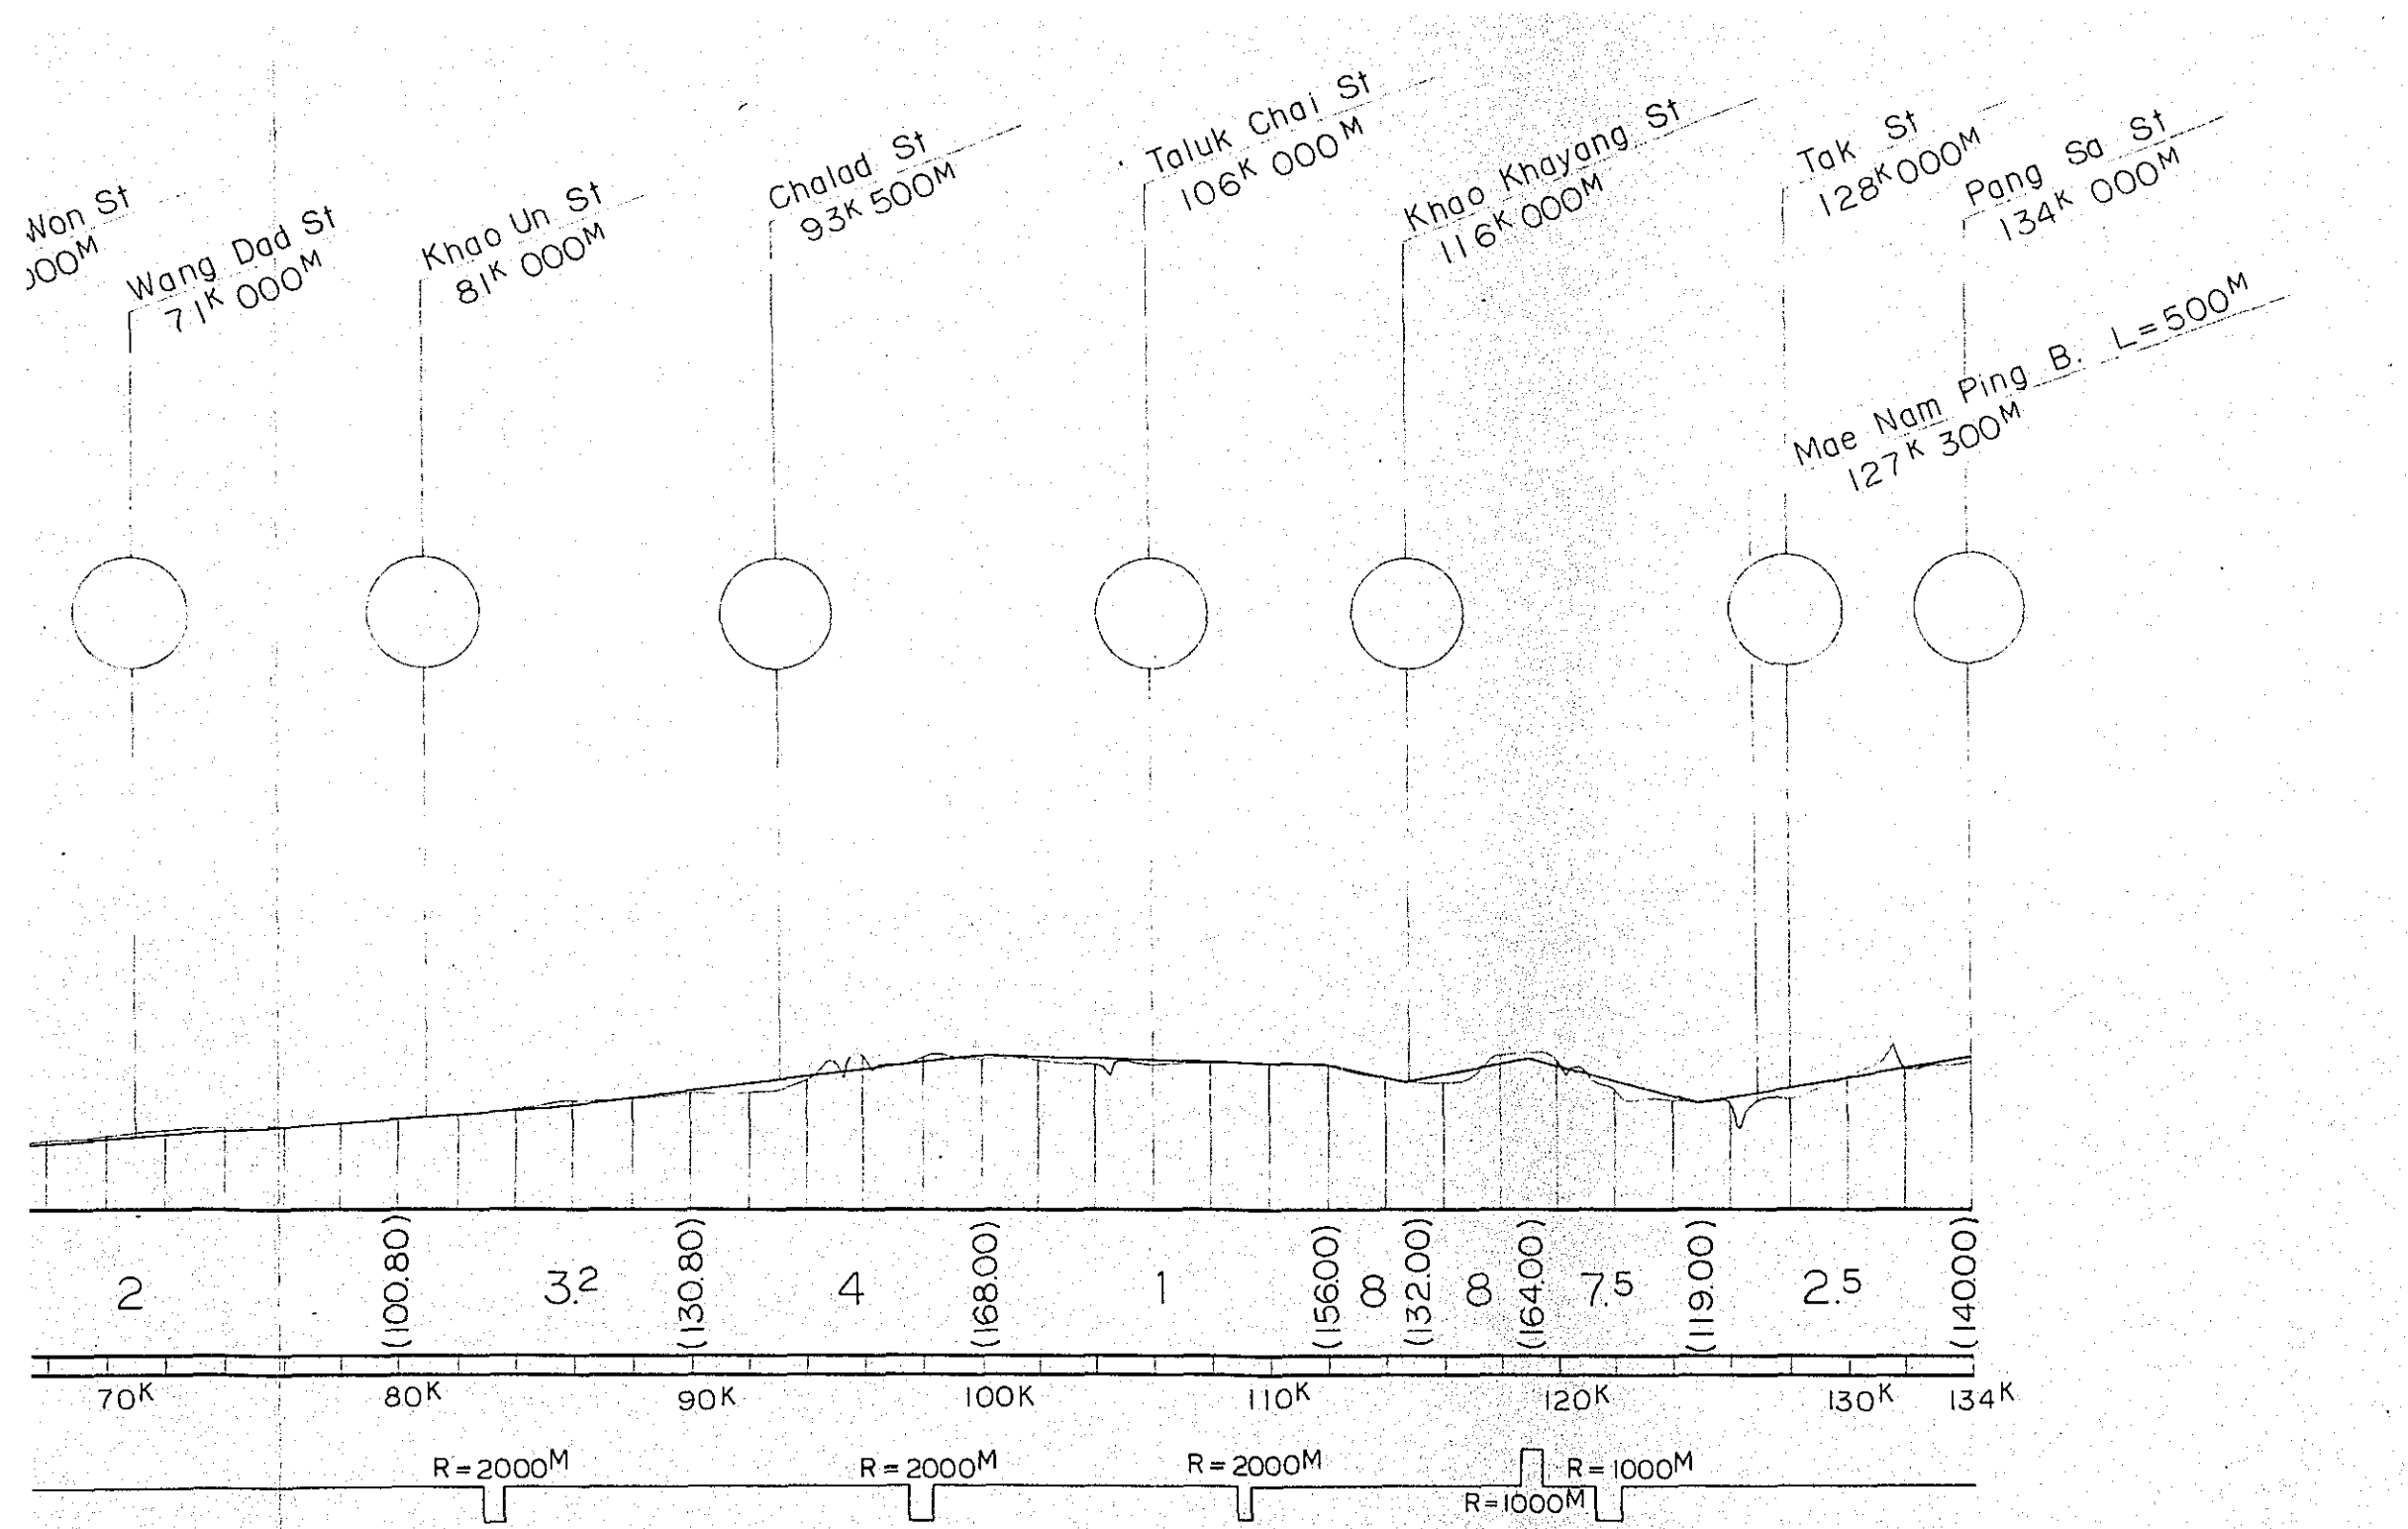 Won St
Wang Dad St
71K 000M
Khao Un St
81K 000M
Chalad St
93K 500M
Taluk Chai St
106K 000M
Khao Khayang St
116K 000M
Tak St
128K 000M
Pang Sa St
134K 000M
Mae Nam Ping B. L=500M
127K 300M
2 (100.80) 3.2 (130.80) 4 (168.00) 1 (156.00) 8 (132.00) 8 (164.00) 7.5 (119.00) 2.5 (140.00)
70K 80K 90K 100K 110K 120K 130K 134K
R=2000M R=2000M R=2000M R=1000M
R=1000M